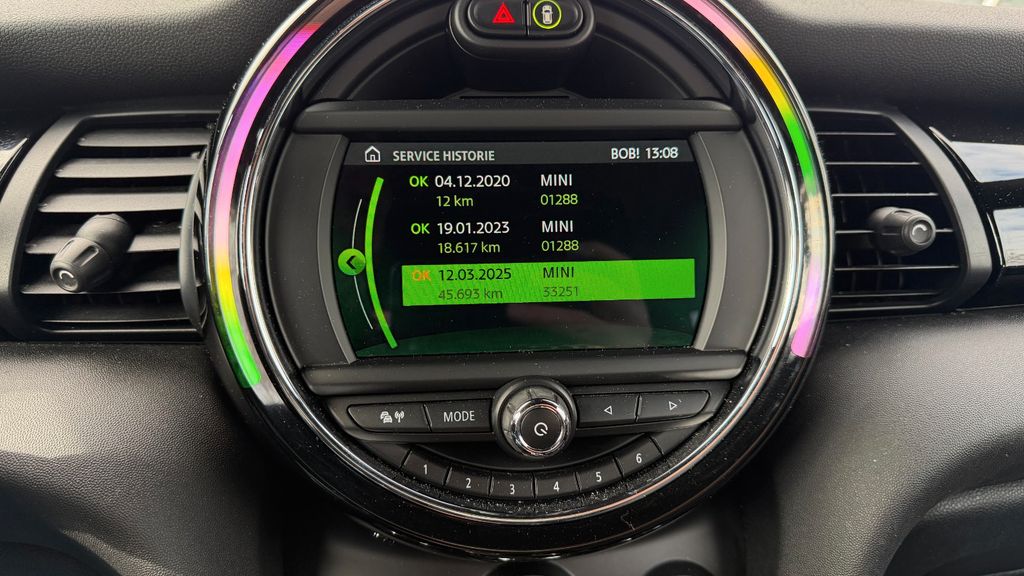 SERVICE HISTORIE BOB! 13:08
OK 04.12.2020 MINI
12 km 01288
OK 19.01.2023 MINI
18.617 km 01288
OK 12.03.2025 MINI
45.693 km 33251
MODE
1 2 3 4 5 6